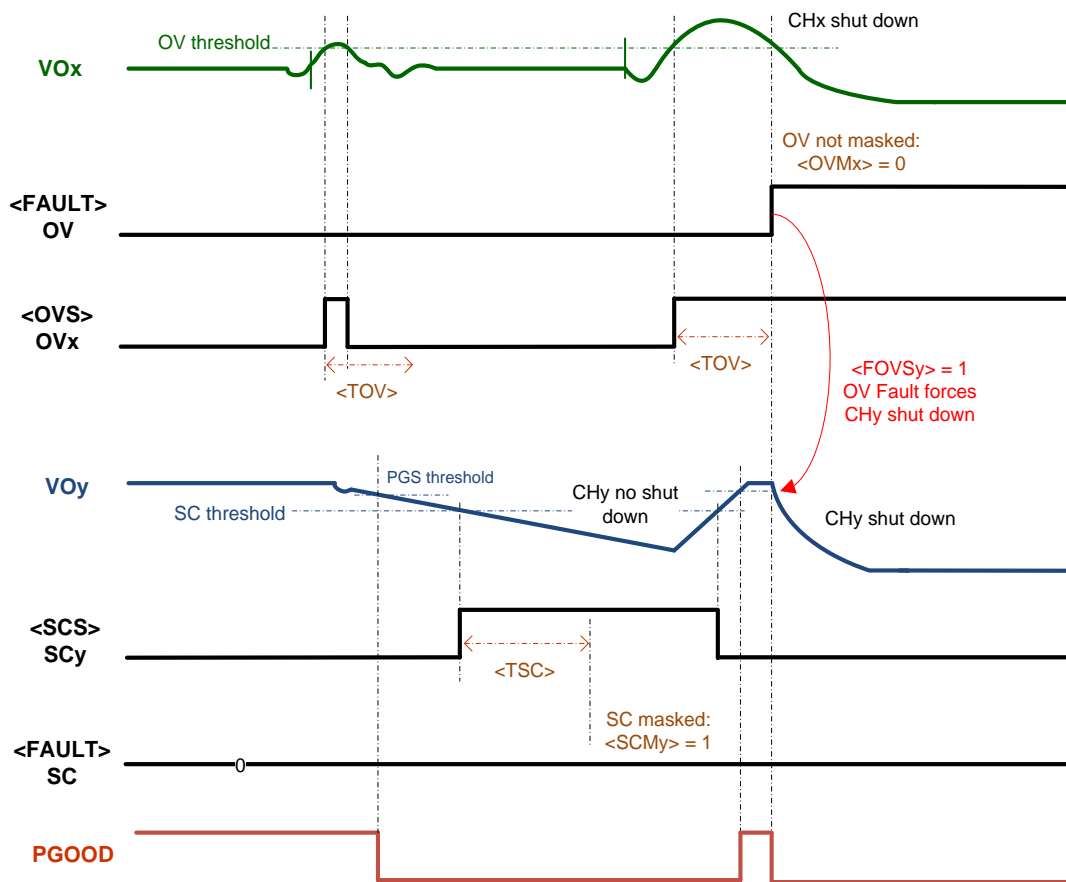 CHx shut down
OV threshold
VOx
OV not masked:
<OVMx> = 0
<FAULT>
OV
<OVS>
OVx
<TOV>
<TOV>
<FOVSy> = 1
OV Fault forces
CHy shut down
VOy
PGS threshold
SC threshold
CHy no shut
down
CHy shut down
<SCS>
SCy
<TSC>
SC masked:
<SCMy> = 1
<FAULT>
SC
0
PGOOD